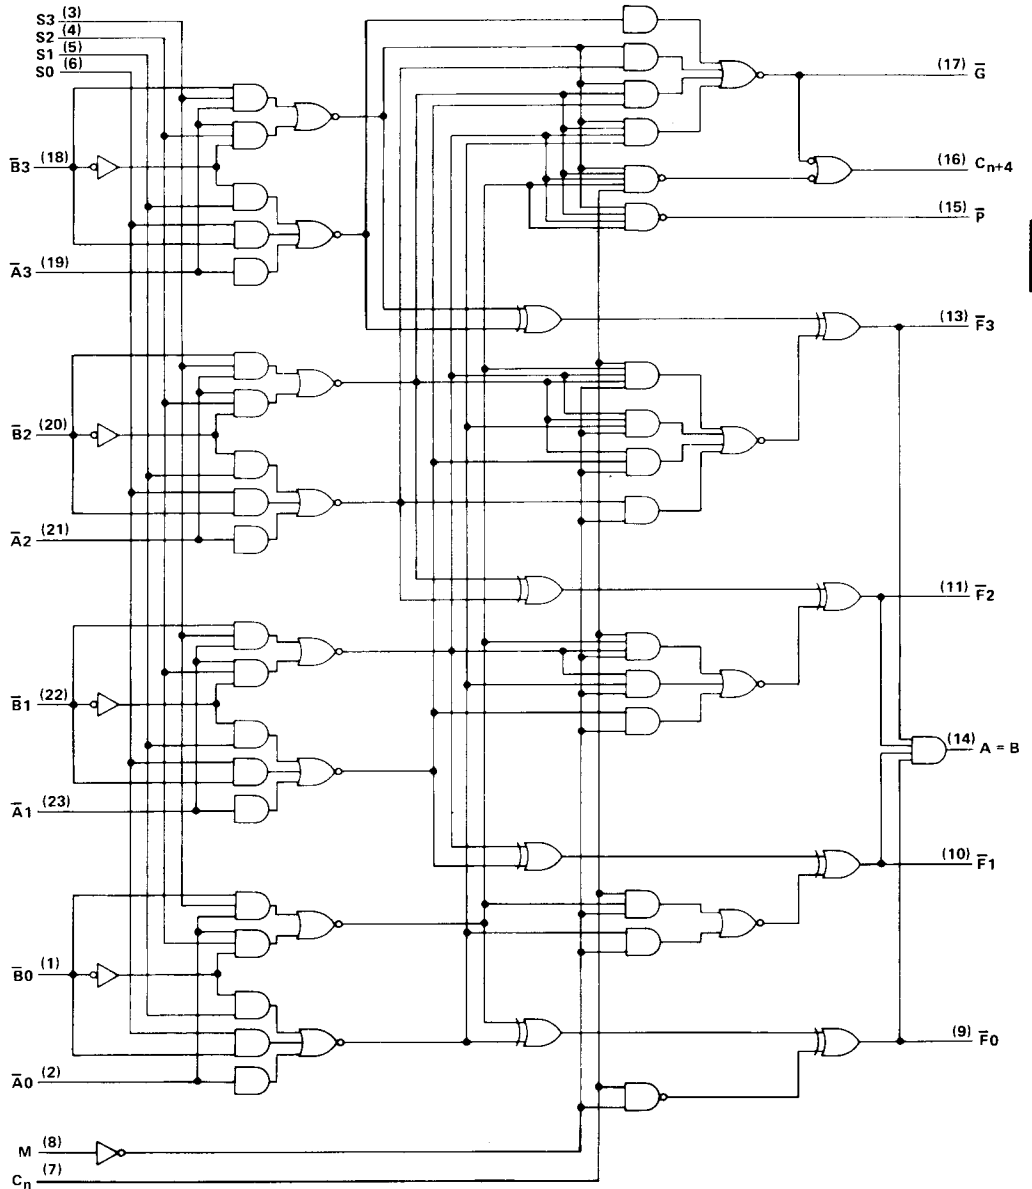 S3 (3)
S2 (4)
S1 (5)
S0 (6)
(17) G̅
B̅3 (18)
(16) Cn+4
(15) P̅
A̅3 (19)
(13) F̅3
B̅2 (20)
A̅2 (21)
(11) F̅2
B̅1 (22)
(14) A = B
A̅1 (23)
(10) F̅1
B̅0 (1)
(9) F̅0
A̅0 (2)
M (8)
Cn (7)